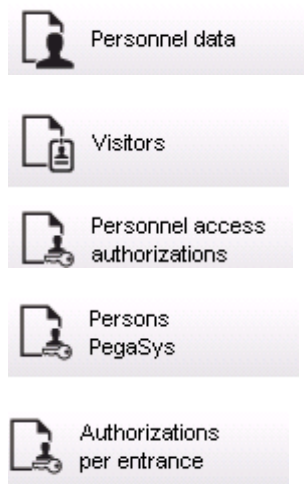 Personnel data
Visitors
Personnel access
authorizations
Persons
PegaSys
Authorizations
per entrance